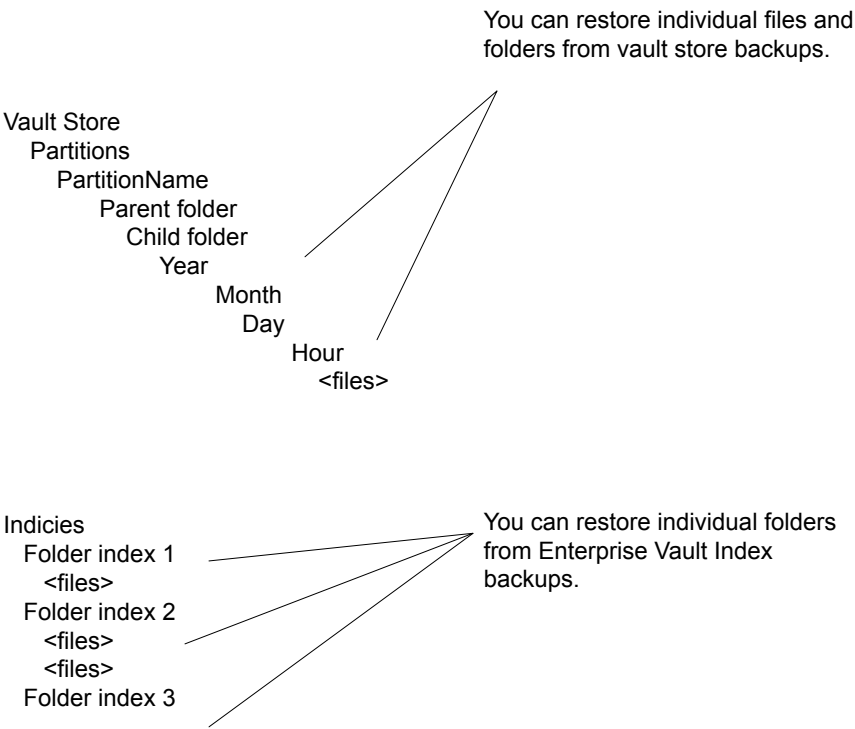 You can restore individual files and
folders from vault store backups.
Vault Store
Partitions
PartitionName
Parent folder
Child folder
Year
Month
Day
Hour
<files>
Indicies
Folder index 1
<files>
Folder index 2
<files>
<files>
Folder index 3
You can restore individual folders
from Enterprise Vault Index
backups.